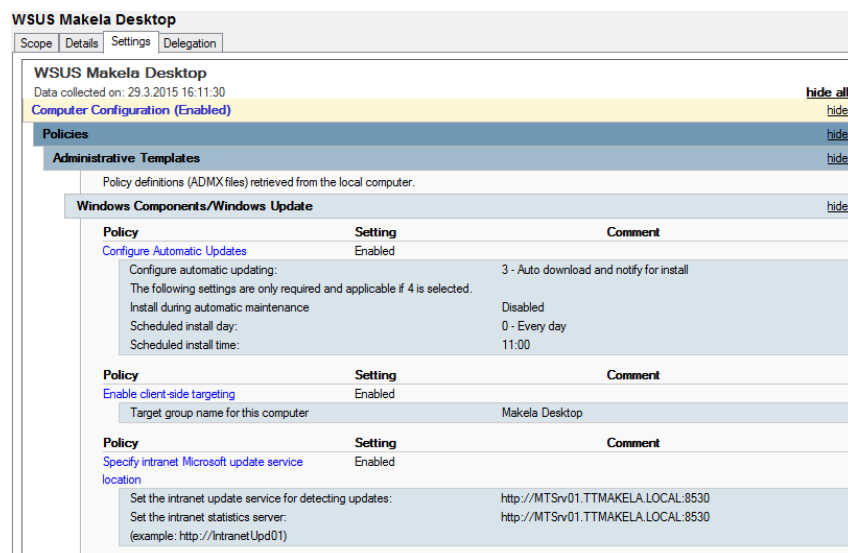 WSUS Makela Desktop
Scope Details Settings Delegation
WSUS Makela Desktop
Data collected on: 29.3.2015 16:11:30 hide all
Computer Configuration (Enabled) hide
Policies hide
Administrative Templates hide
Policy definitions (ADMX files) retrieved from the local computer.
Windows Components/Windows Update hide
Policy Setting Comment
Configure Automatic Updates Enabled
Configure automatic updating: 3 - Auto download and notify for install
The following settings are only required and applicable if 4 is selected.
Install during automatic maintenance Disabled
Scheduled install day: 0 - Every day
Scheduled install time: 11:00
Policy Setting Comment
Enable client-side targeting Enabled
Target group name for this computer Makela Desktop
Policy Setting Comment
Specify intranet Microsoft update service Enabled
location
Set the intranet update service for detecting updates: http://MTSrv01.TTMAKELA.LOCAL:8530
Set the intranet statistics server: http://MTSrv01.TTMAKELA.LOCAL:8530
(example: http://IntranetUpd01)